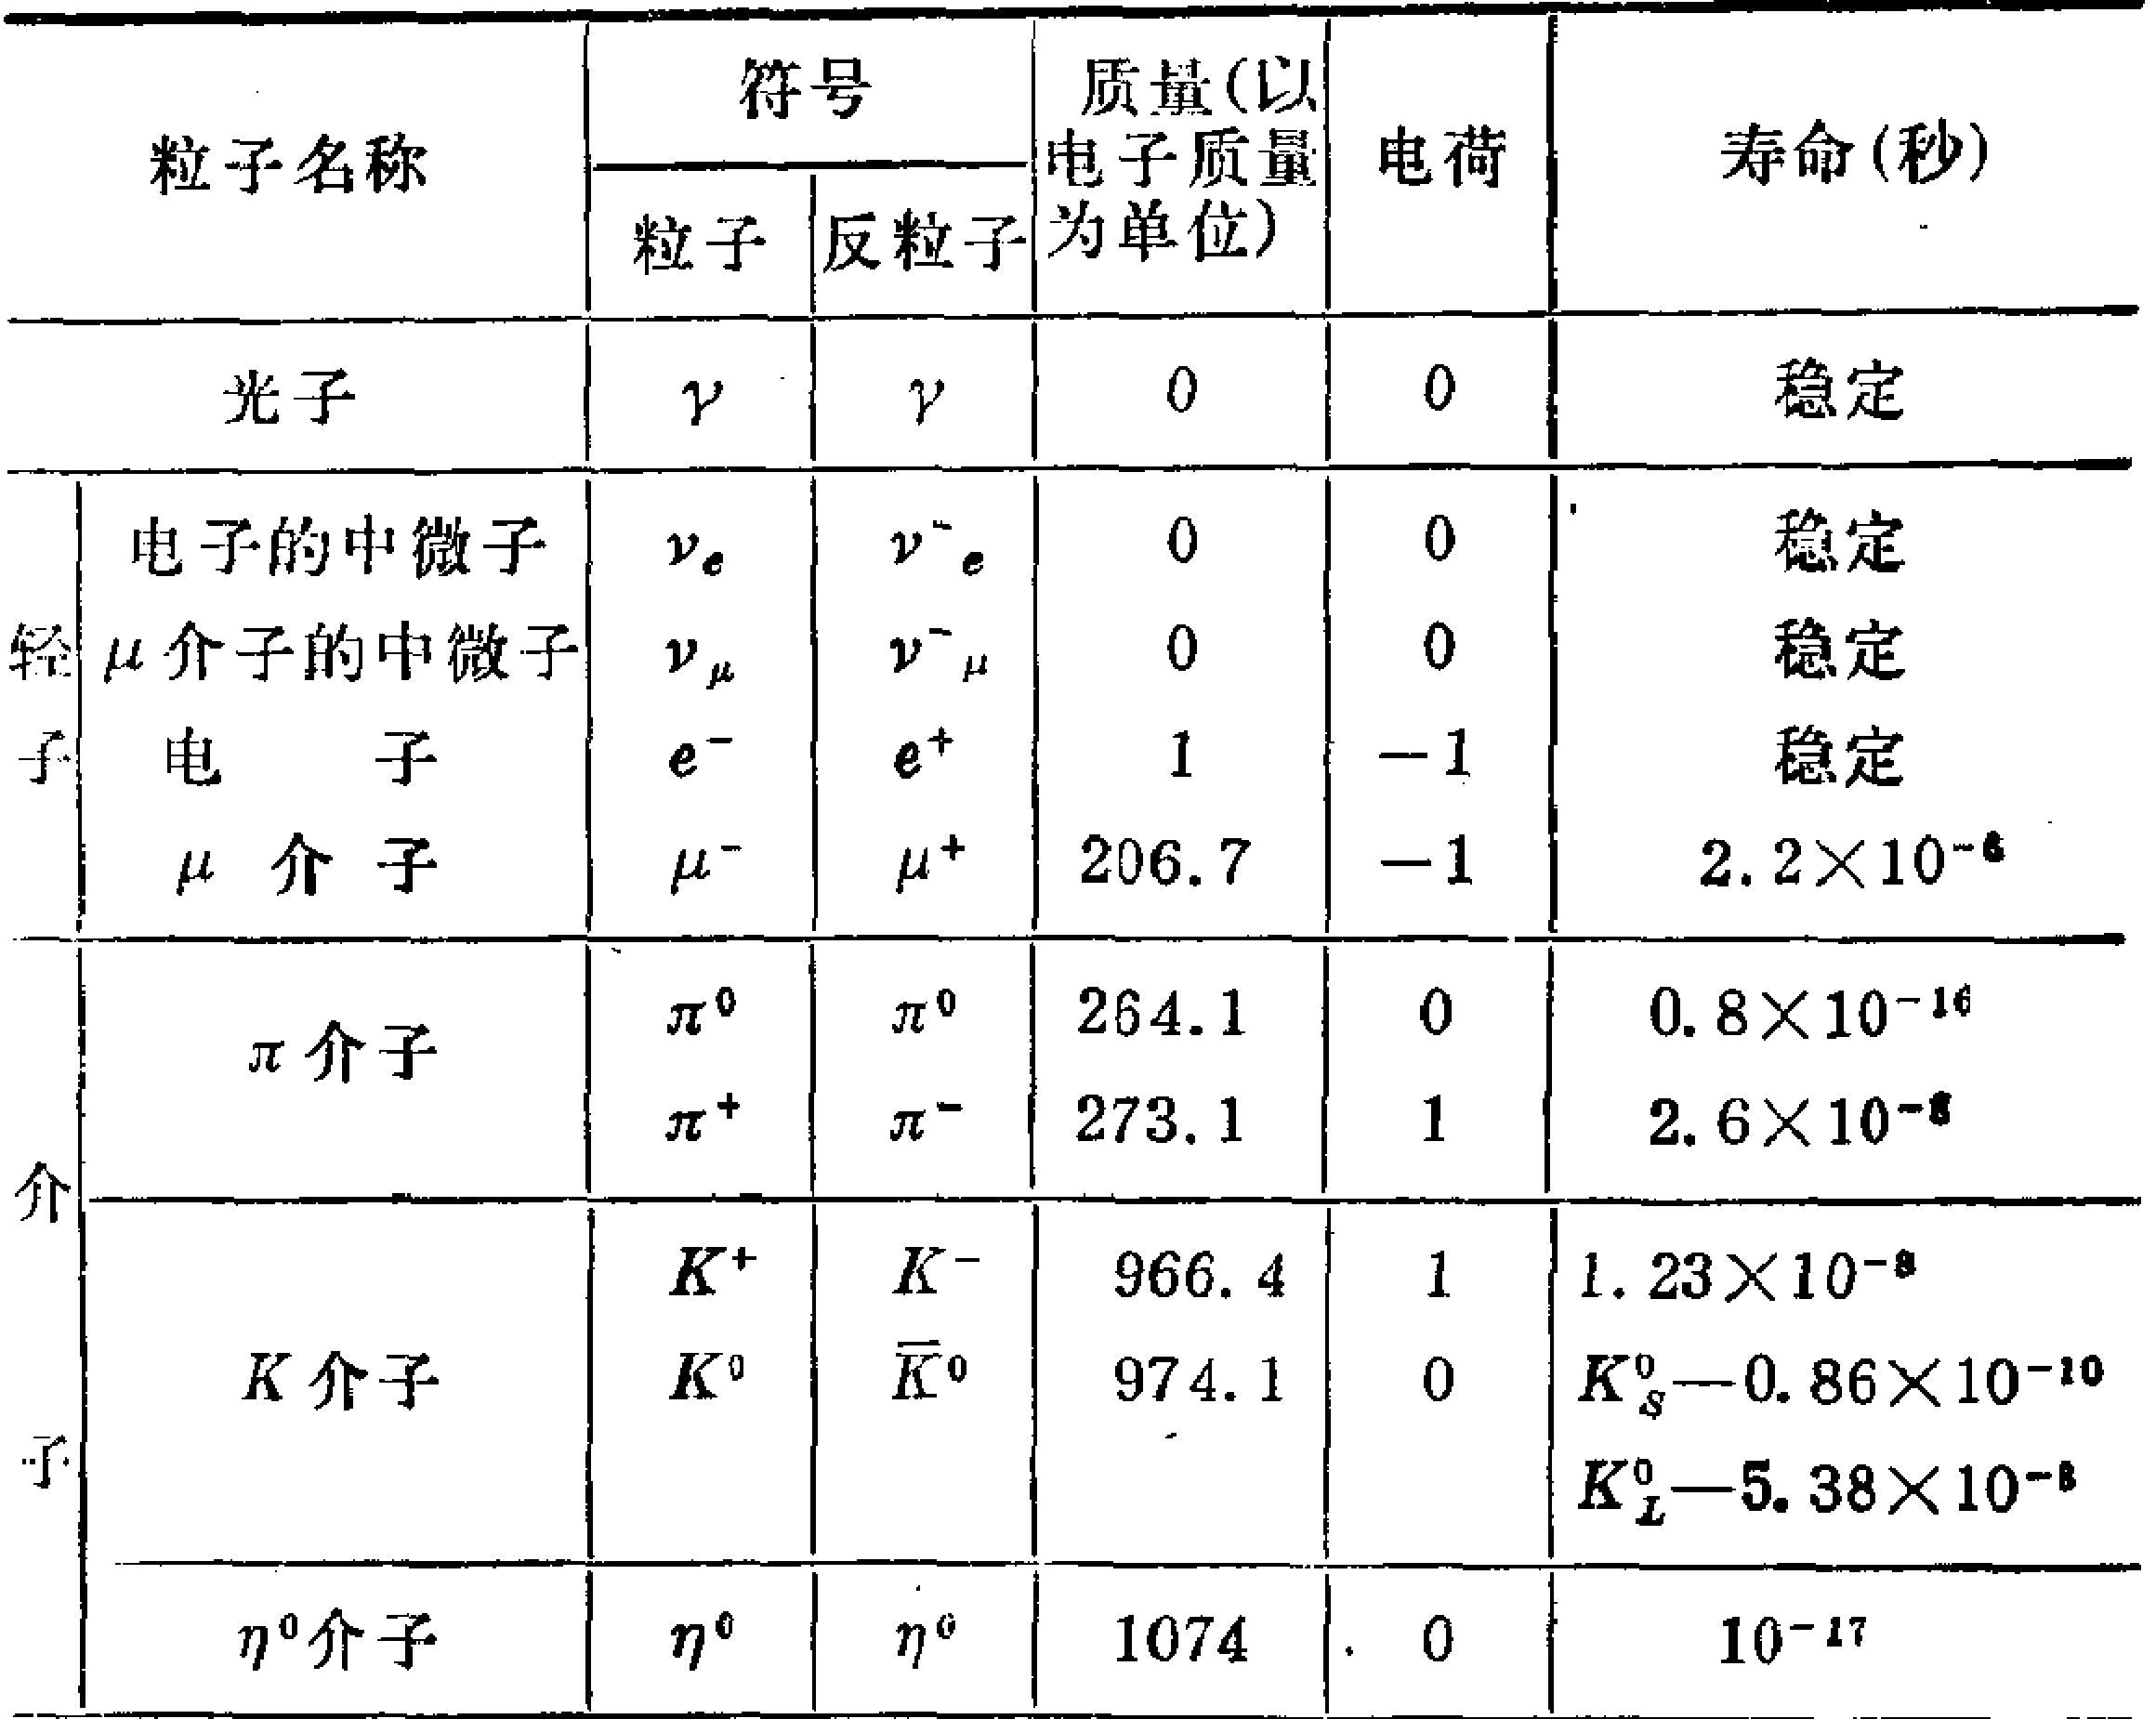 粒子名称 符号 质量(以电子质量为单位) 电荷 寿命(秒)
粒子 反粒子
光子 γ γ 0 0 稳定
轻子
电子的中微子 νe ν⁻e 0 0 稳定
μ介子的中微子 νμ ν⁻μ 0 0 稳定
电子 e⁻ e⁺ 1 −1 稳定
μ介子 μ⁻ μ⁺ 206.7 −1 2.2×10⁻⁶
介子
π介子 π⁰ π⁰ 264.1 0 0.8×10⁻¹⁶
π⁺ π⁻ 273.1 1 2.6×10⁻⁸
K介子 K⁺ K⁻ 966.4 1 1.23×10⁻⁸
K⁰ K̅⁰ 974.1 0 K⁰S—0.86×10⁻¹⁰
K⁰L—5.38×10⁻⁸
η⁰介子 η⁰ η⁰ 1074 0 10⁻¹⁷